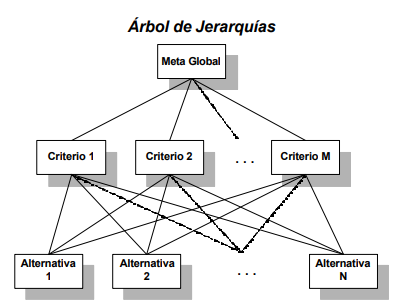 Árbol de Jerarquías
Meta Global
Criterio 1
Criterio 2
. . .
Criterio M
Alternativa
1
Alternativa
2
. . .
Alternativa
N